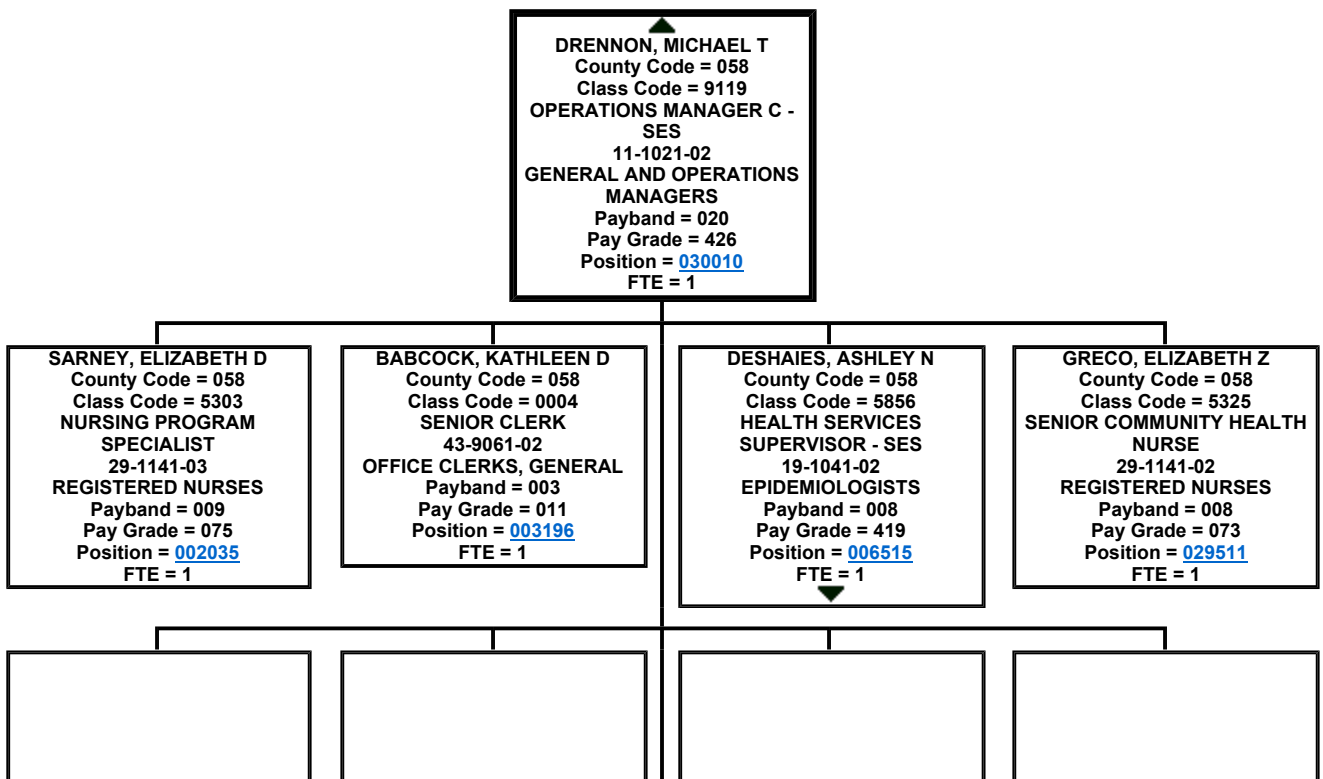 DRENNON, MICHAEL T
County Code = 058
Class Code = 9119
OPERATIONS MANAGER C -
SES
11-1021-02
GENERAL AND OPERATIONS
MANAGERS
Payband = 020
Pay Grade = 426
Position = 030010
FTE = 1
SARNEY, ELIZABETH D
County Code = 058
Class Code = 5303
NURSING PROGRAM
SPECIALIST
29-1141-03
REGISTERED NURSES
Payband = 009
Pay Grade = 075
Position = 002035
FTE = 1
BABCOCK, KATHLEEN D
County Code = 058
Class Code = 0004
SENIOR CLERK
43-9061-02
OFFICE CLERKS, GENERAL
Payband = 003
Pay Grade = 011
Position = 003196
FTE = 1
DESHAIES, ASHLEY N
County Code = 058
Class Code = 5856
HEALTH SERVICES
SUPERVISOR - SES
19-1041-02
EPIDEMIOLOGISTS
Payband = 008
Pay Grade = 419
Position = 006515
FTE = 1
GRECO, ELIZABETH Z
County Code = 058
Class Code = 5325
SENIOR COMMUNITY HEALTH
NURSE
29-1141-02
REGISTERED NURSES
Payband = 008
Pay Grade = 073
Position = 029511
FTE = 1